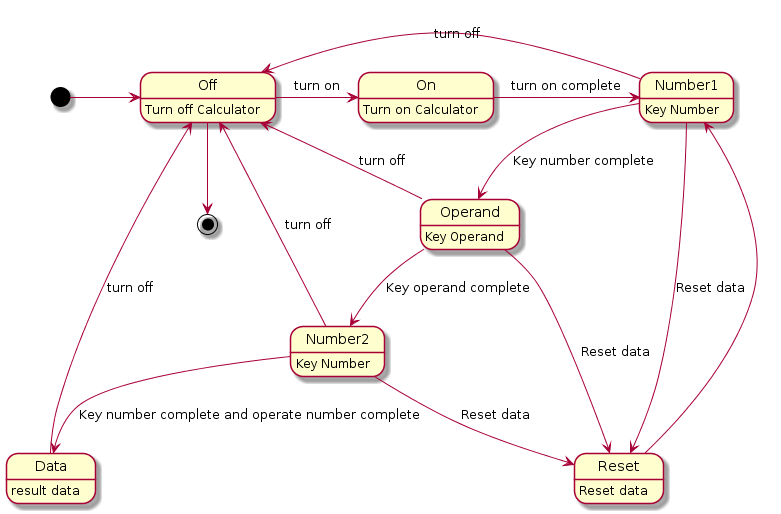 turn off
Off
turn on
On
turn on complete
Number1
Turn off Calculator
Turn on Calculator
Key Number
turn off
Key number complete
Operand
turn off
Key Operand
turn off
Key operand complete
Reset data
Number2
Reset data
Key Number
Key number complete and operate number complete
Reset data
Data
Reset
result data
Reset data